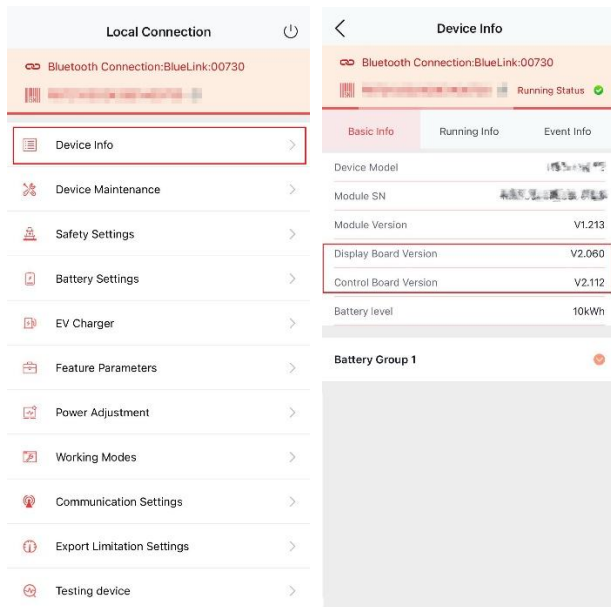 Local Connection
Bluetooth Connection:BlueLink:00730
Device Info
Device Maintenance
Safety Settings
Battery Settings
EV Charger
Feature Parameters
Power Adjustment
Working Modes
Communication Settings
Export Limitation Settings
Testing device
Device Info
Bluetooth Connection:BlueLink:00730
Running Status
Basic Info Running Info Event Info
Device Model
Module SN
Module Version V1.213
Display Board Version V2.060
Control Board Version V2.112
Battery level 10kWh
Battery Group 1